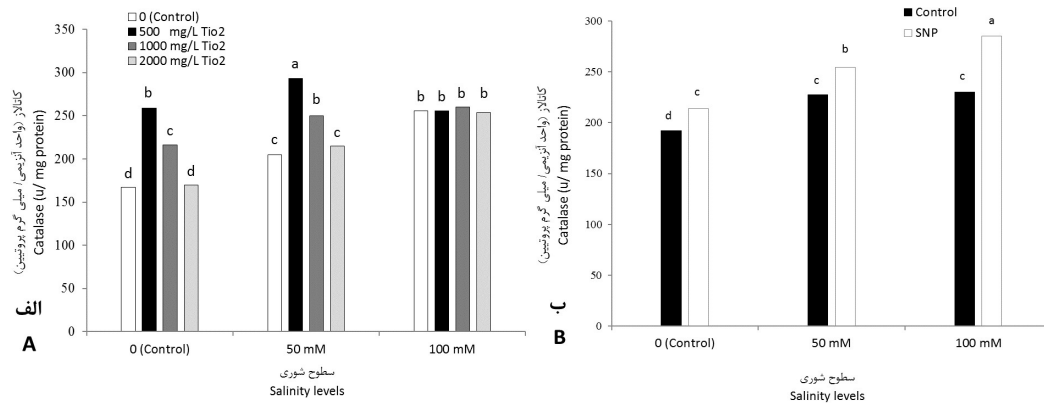 0 (Control)
500 mg/L Tio2
1000 mg/L Tio2
2000 mg/L Tio2
کاتالاز (واحد آنزیمی/ میلی گرم پروتیین)
Catalase (u/ mg protein)
350
300
250
200
150
100
50
0
d b c d
c a b c
b b b b
0 (Control) 50 mM 100 mM
سطوح شوری
Salinity levels
الف
A
Control
SNP
کاتالاز (واحد آنزیمی/ میلی گرم پروتیین)
Catalase (u/ mg protein)
300
250
200
150
100
50
0
d c
c b
c a
0 (Control) 50 mM 100 mM
سطوح شوری
Salinity levels
ب
B